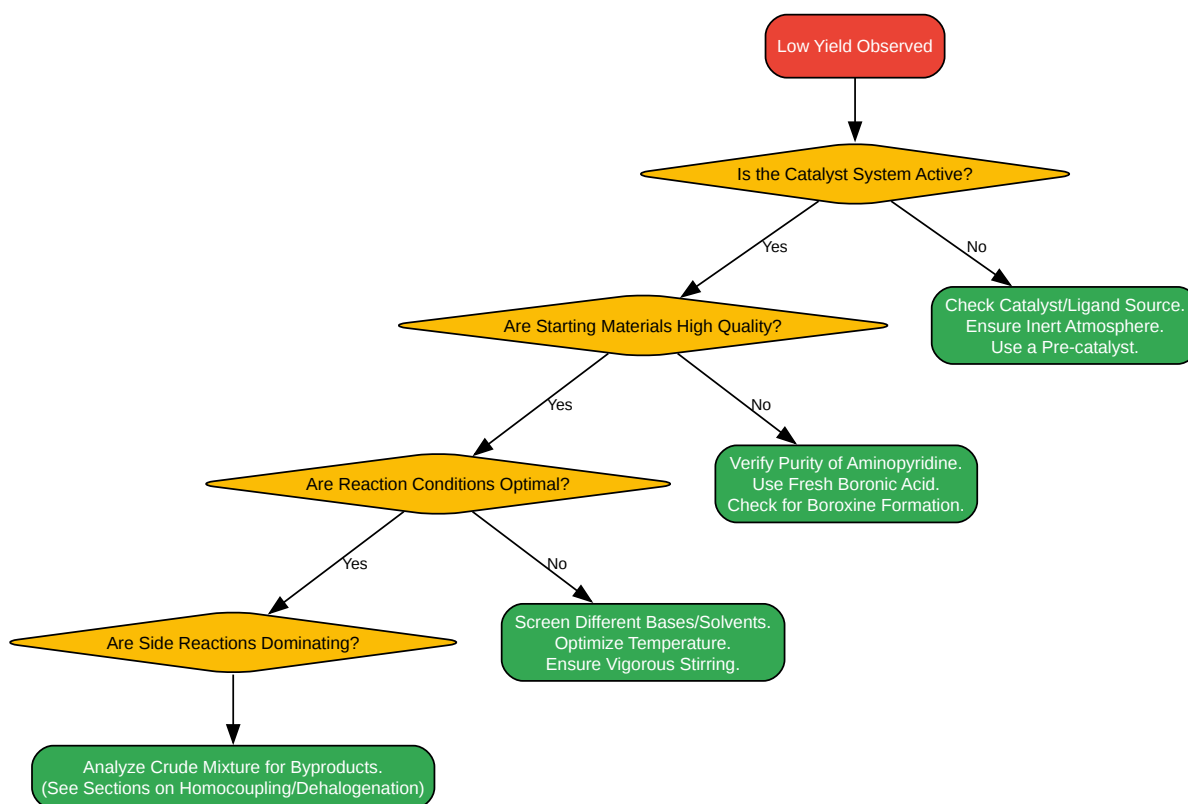 Low Yield Observed
Is the Catalyst System Active?
Yes
No
Are Starting Materials High Quality?
Check Catalyst/Ligand Source.
Ensure Inert Atmosphere.
Use a Pre-catalyst.
Yes
No
Are Reaction Conditions Optimal?
Verify Purity of Aminopyridine.
Use Fresh Boronic Acid.
Check for Boroxine Formation.
Yes
No
Are Side Reactions Dominating?
Screen Different Bases/Solvents.
Optimize Temperature.
Ensure Vigorous Stirring.
Analyze Crude Mixture for Byproducts.
(See Sections on Homocoupling/Dehalogenation)